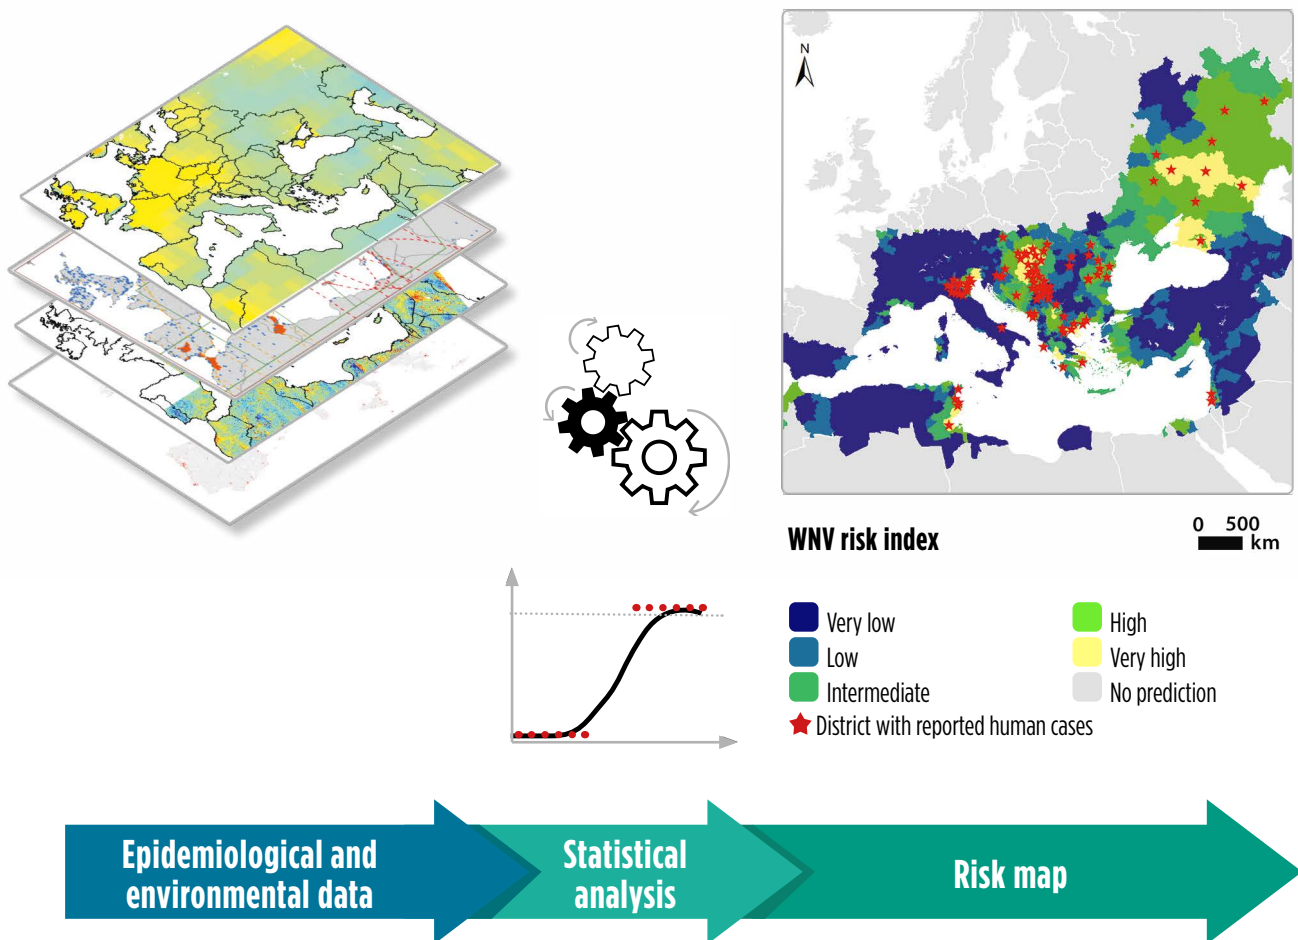 N
WNV risk index
0 500
km
Very low
High
Low
Very high
Intermediate
No prediction
District with reported human cases
Epidemiological and
environmental data
Statistical
analysis
Risk map